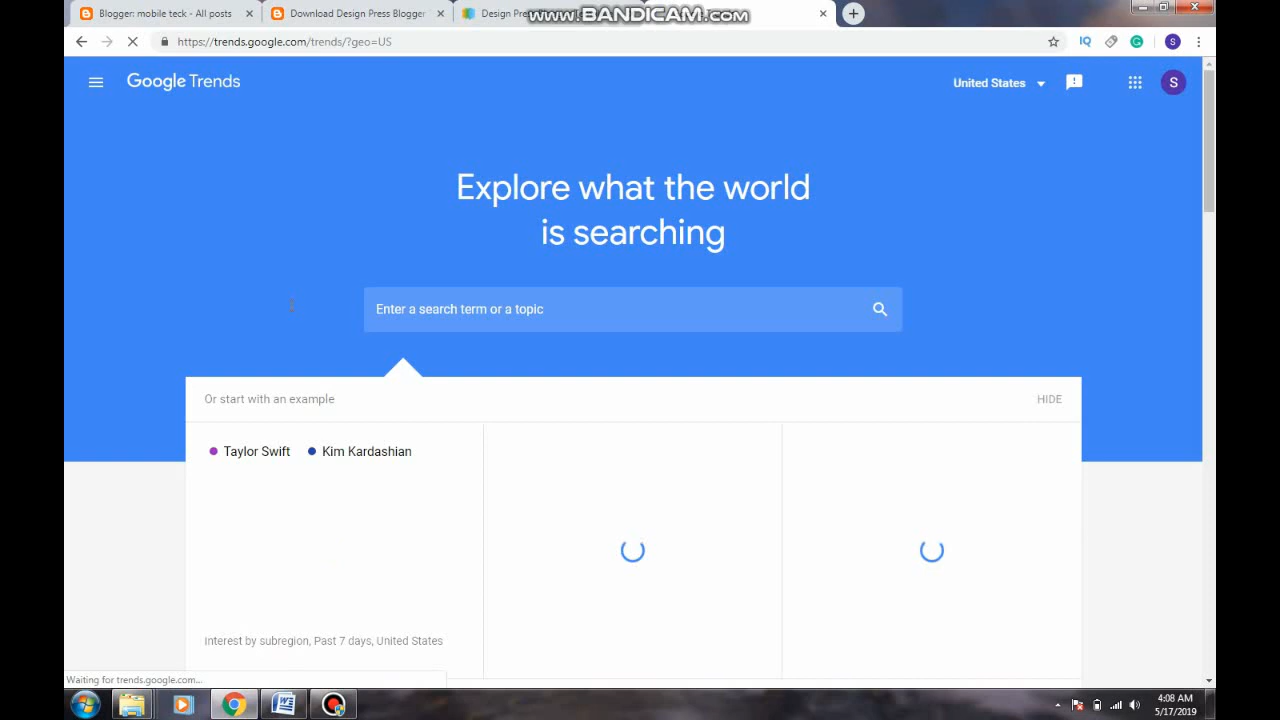 Blogger: mobile teck - All posts
Download Design Press Blogger
Design Pre
www.BANDICAM.com
https://trends.google.com/trends/?geo=US
IQ
G
S
Google Trends
United States
S
Explore what the world
is searching
Enter a search term or a topic
Or start with an example
HIDE
Taylor Swift
Kim Kardashian
Interest by subregion, Past 7 days, United States
Waiting for trends.google.com...
W
4:08 AM
5/17/2019